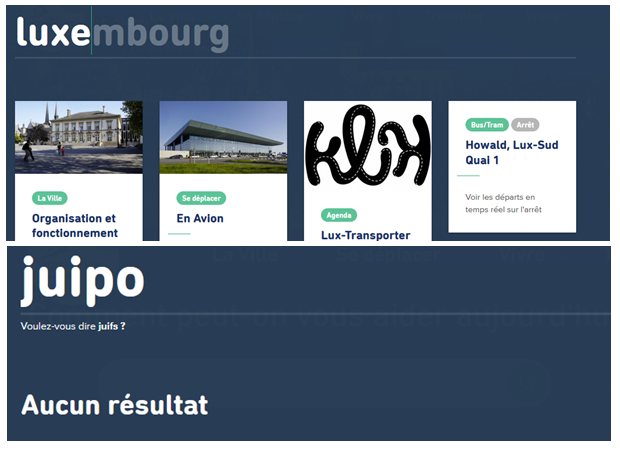 luxembourg
La Ville
Organisation et
fonctionnement
Se déplacer
En Avion
klix
Agenda
Lux-Transporter
Bus/Tram Arrêt
Howald, Lux-Sud
Quai 1
Voir les départs en
temps réel sur l'arrêt
juipo
Voulez-vous dire juifs ?
Aucun résultat